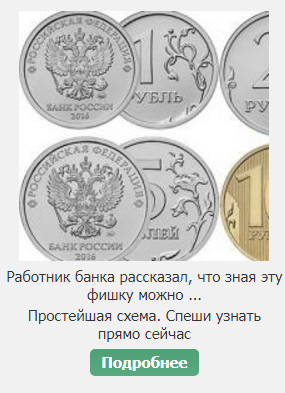 РОССИЙСКАЯ ФЕДЕРАЦИЯ
БАНК РОССИИ
2016
1
РУБЛЬ
2
РУ
РОССИЙСКАЯ ФЕДЕРАЦИЯ
БАНК РОССИИ
2016
5
РУБЛЕЙ
10
РУ
Работник банка рассказал, что зная эту
фишку можно ...
Простейшая схема. Спеши узнать
прямо сейчас
Подробнее